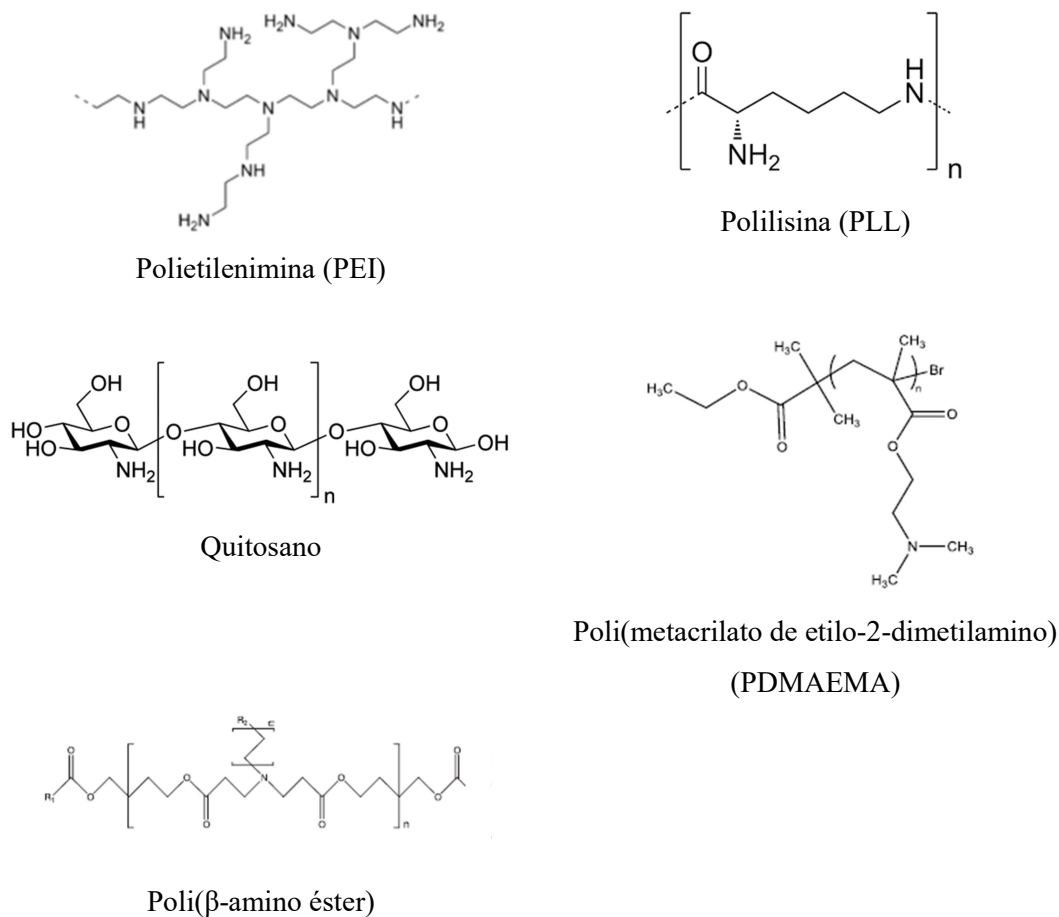 H₂N
NH₂
NH₂
N
N
H
N
N
N
N
H
NH
H₂N
Polietilenimina (PEI)
O
H
N
NH₂
n
Polilisina (PLL)
OH
OH
OH
HO
HO
O
O
O
O
O
OH
NH₂
HO
NH₂
HO
NH₂
n
Quitosano
H₃C
CH₃
n
Br
H₃C
O
CH₃
O
O
O
N
CH₃
H₃C
Poli(metacrilato de etilo-2-dimetilamino)
(PDMAEMA)
R₂
O
O
R₁
O
O
N
O
O
O
O
n
Poli(β-amino éster)